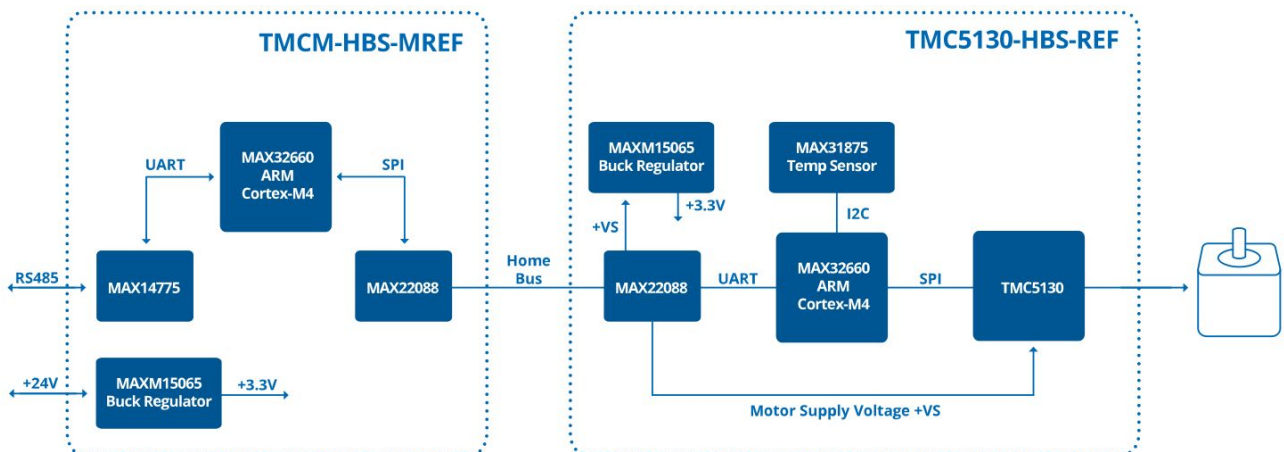 TMCM-HBS-MREF
TMC5130-HBS-REF
UART
MAX32660
ARM
Cortex-M4
SPI
RS485
MAX14775
MAX22088
+24V
MAXM15065
Buck Regulator
+3.3V
Home
Bus
MAXM15065
Buck Regulator
+VS
+3.3V
MAX31875
Temp Sensor
I2C
MAX22088
UART
MAX32660
ARM
Cortex-M4
SPI
TMC5130
Motor Supply Voltage +VS